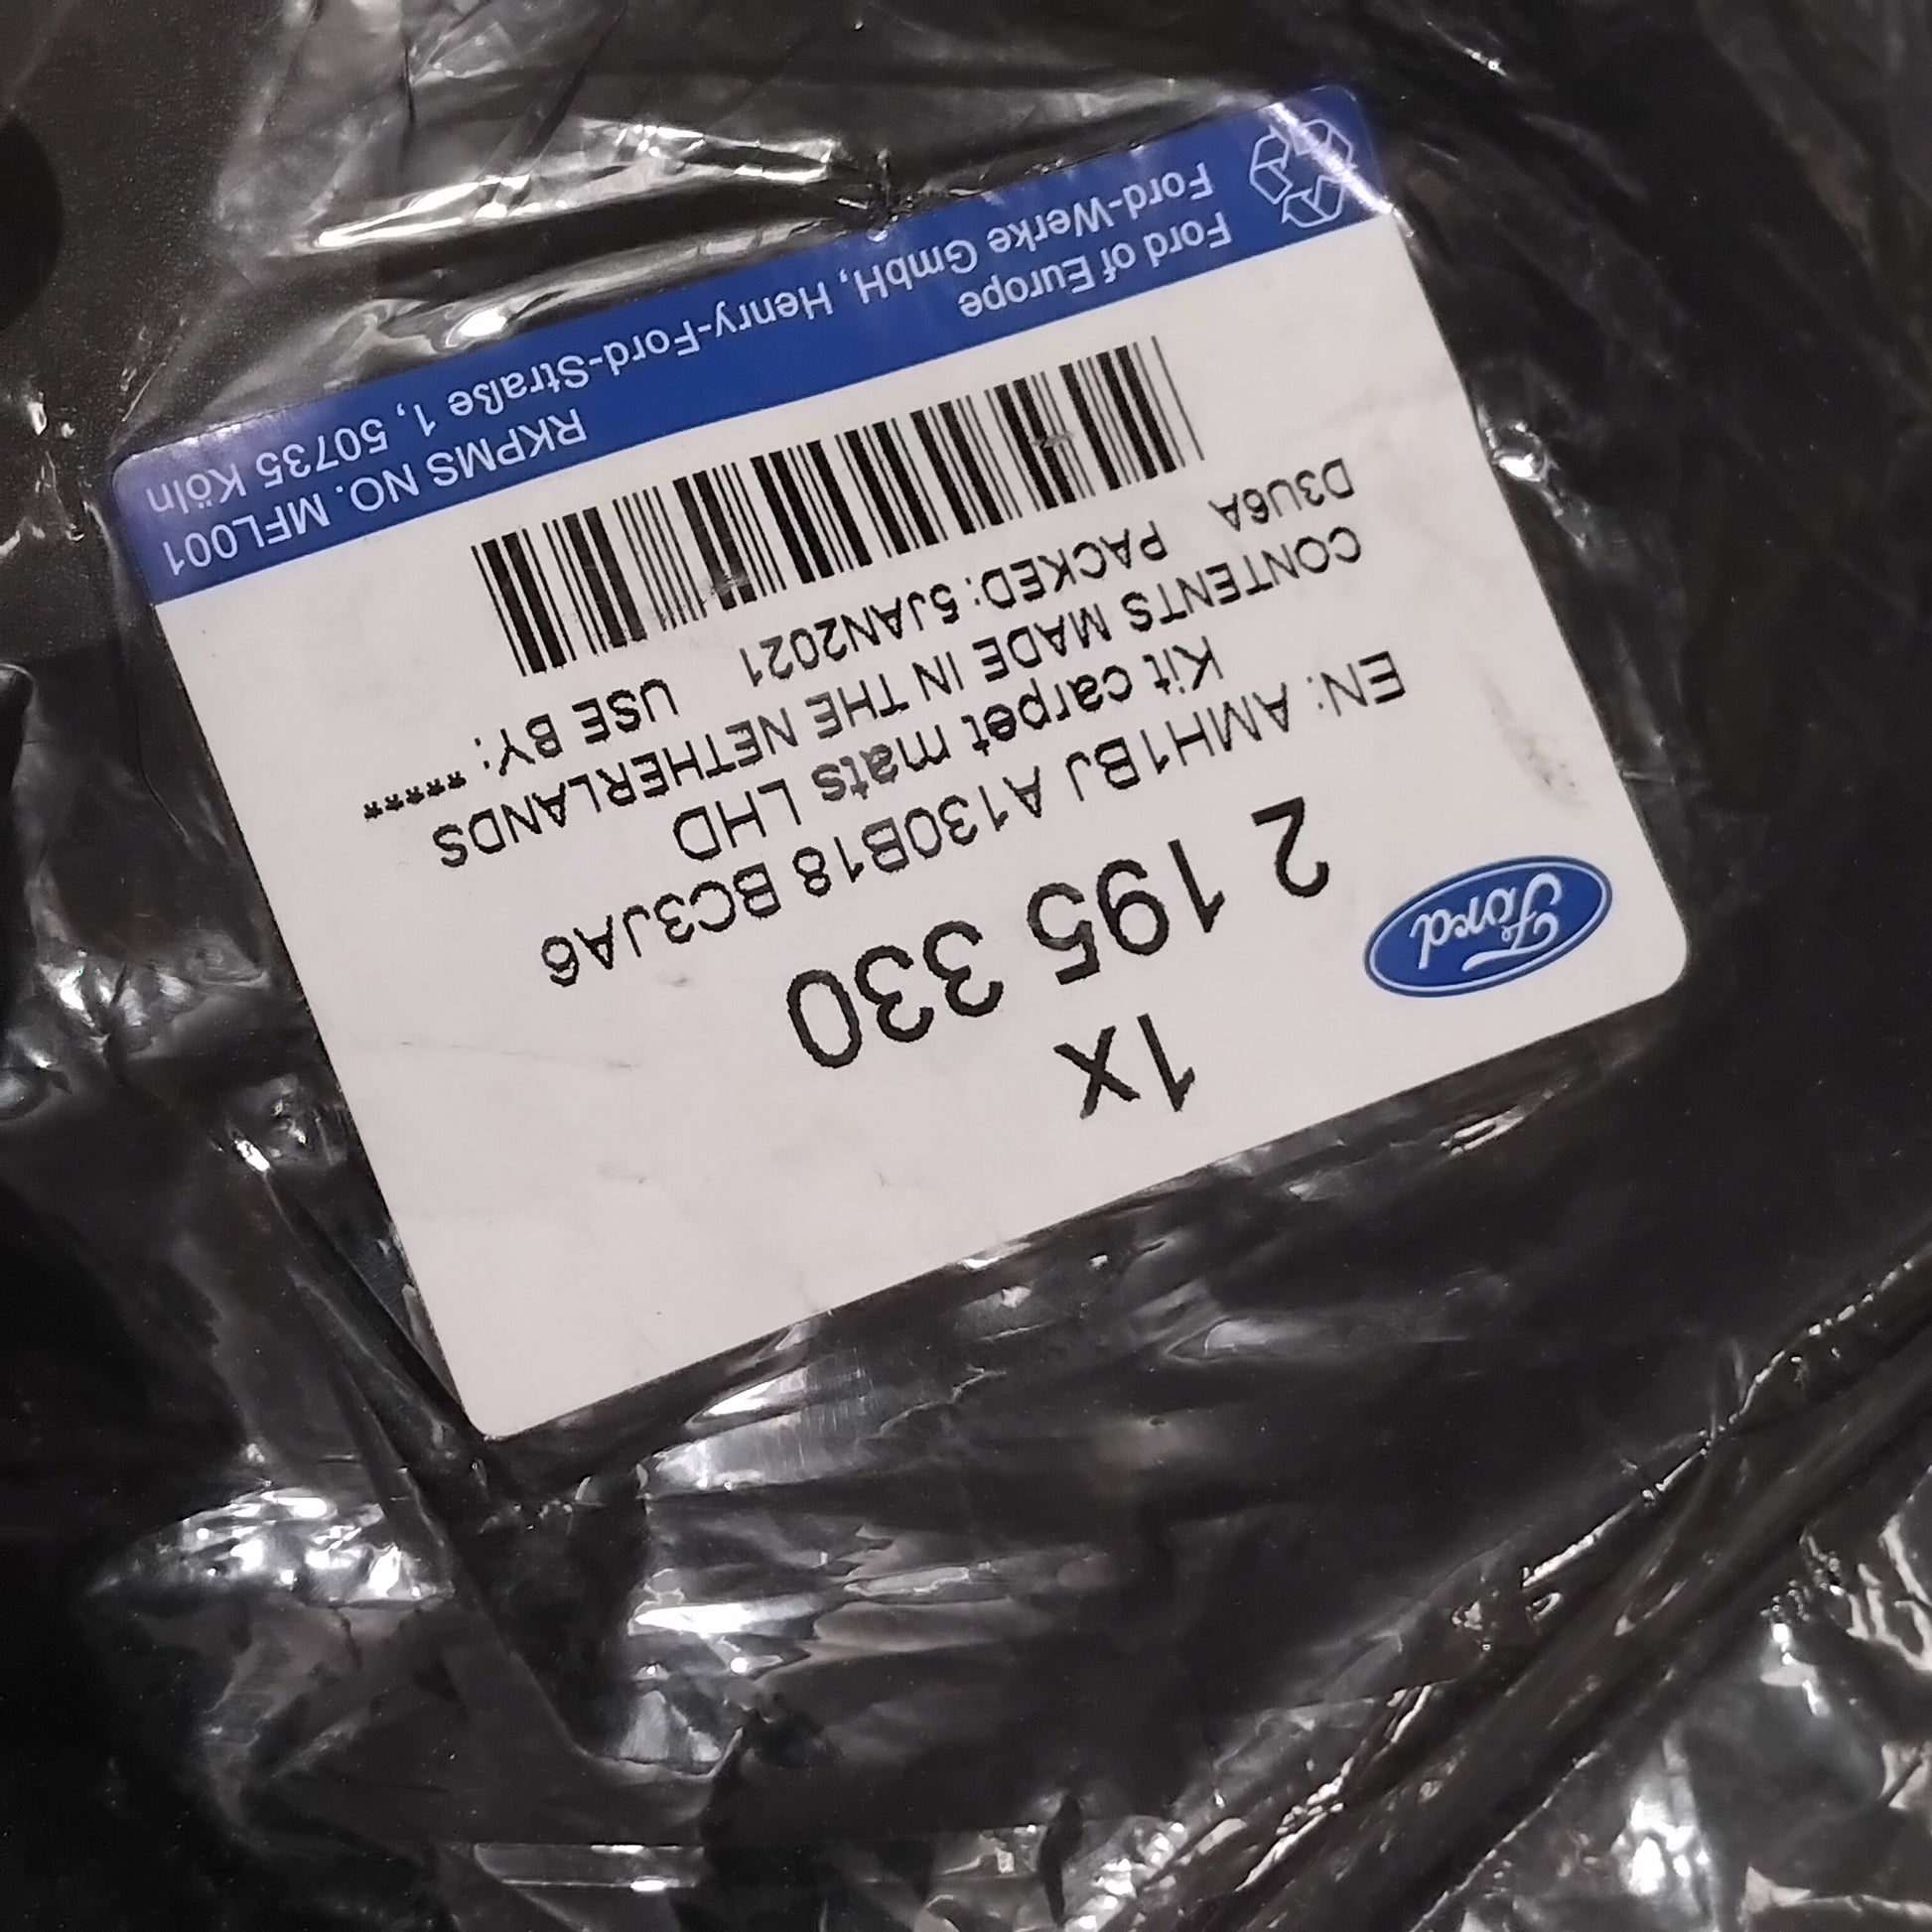 1x
Ford
2 195 330
EN: AMH1BJ A130B18 BC3JA6
Kit carpet mats LHD
CONTENTS MADE IN THE NETHERLANDS
D3U6A PACKED: 5JAN2021 USE BY: *****
Ford of Europe RKPMS NO. MFL001
Ford-Werke GmbH, Henry-Ford-Straße 1, 50735 Köln